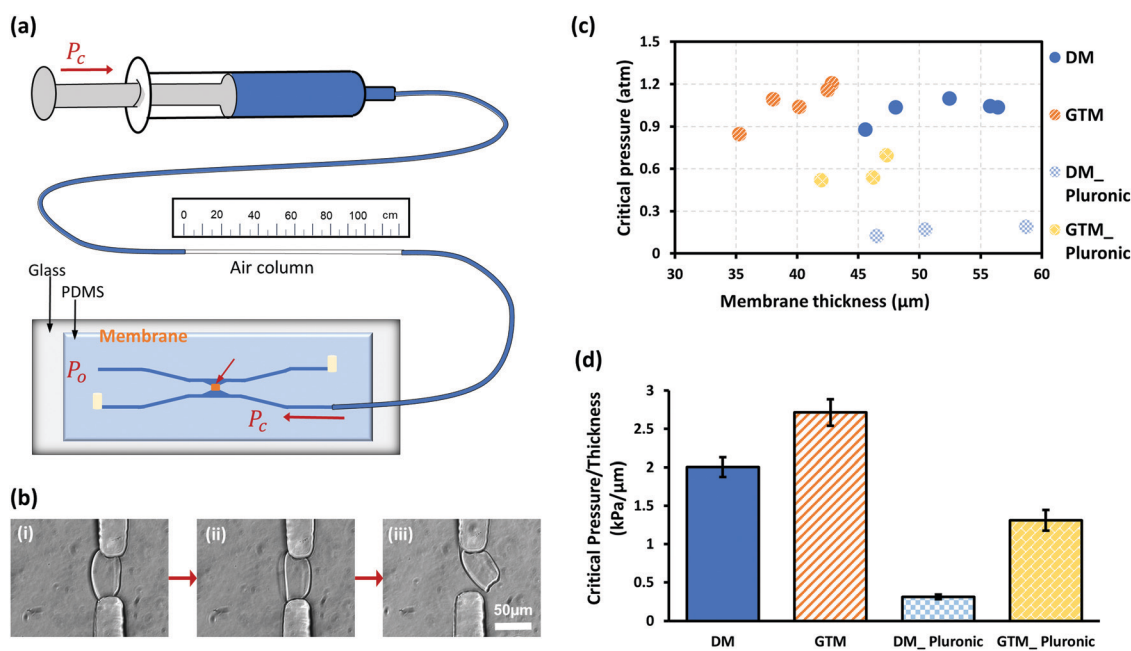 (a)
P_c
0 20 40 60 80 100 cm
Air column
Glass
PDMS
Membrane
P_o
P_c
(b)
(i)
(ii)
(iii)
50μm
(c)
Critical pressure (atm)
1.5
1.2
0.9
0.6
0.3
0
30 35 40 45 50 55 60
Membrane thickness (μm)
DM
GTM
DM_
Pluronic
GTM_
Pluronic
(d)
Critical Pressure/Thickness
(kPa/μm)
3
2.5
2
1.5
1
0.5
0
DM GTM DM_ Pluronic GTM_ Pluronic